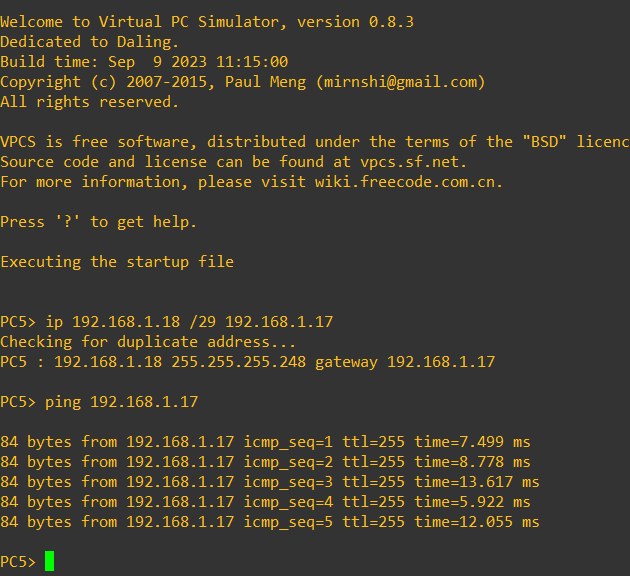 Welcome to Virtual PC Simulator, version 0.8.3
Dedicated to Daling.
Build time: Sep  9 2023 11:15:00
Copyright (c) 2007-2015, Paul Meng (mirnshi@gmail.com)
All rights reserved.
VPCS is free software, distributed under the terms of the "BSD" licenc
Source code and license can be found at vpcs.sf.net.
For more information, please visit wiki.freecode.com.cn.
Press '?' to get help.
Executing the startup file
PC5> ip 192.168.1.18 /29 192.168.1.17
Checking for duplicate address...
PC5 : 192.168.1.18 255.255.255.248 gateway 192.168.1.17
PC5> ping 192.168.1.17
84 bytes from 192.168.1.17 icmp_seq=1 ttl=255 time=7.499 ms
84 bytes from 192.168.1.17 icmp_seq=2 ttl=255 time=8.778 ms
84 bytes from 192.168.1.17 icmp_seq=3 ttl=255 time=13.617 ms
84 bytes from 192.168.1.17 icmp_seq=4 ttl=255 time=5.922 ms
84 bytes from 192.168.1.17 icmp_seq=5 ttl=255 time=12.055 ms
PC5>